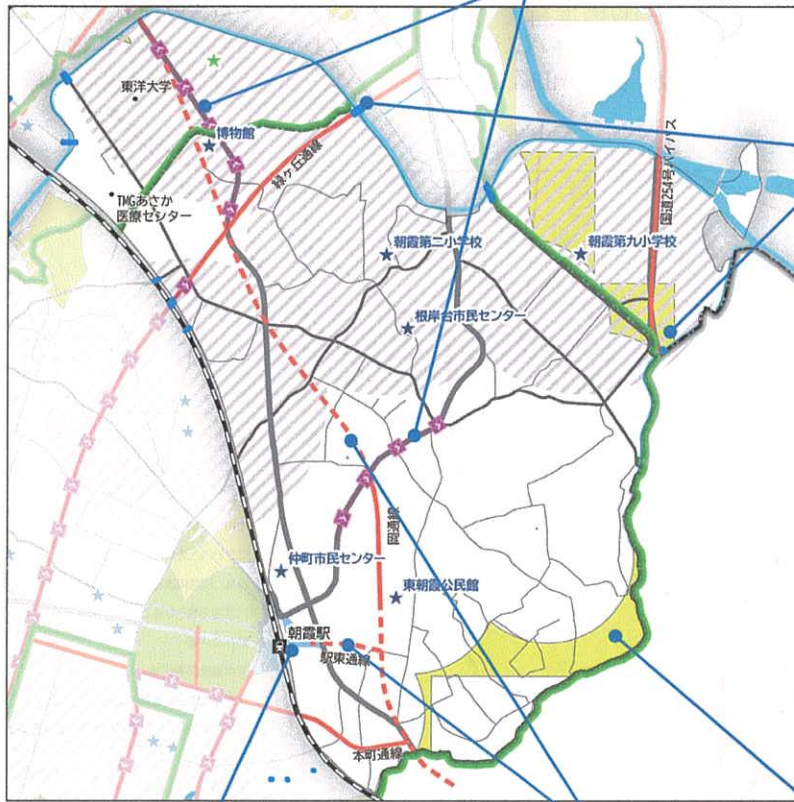 東洋大学
博物館
緑ケ丘通線
国道254号バイパス
TMGあさか
医療センター
朝霞第二小学校
朝霞第九小学校
根岸台市民センター
岡通線
仲町市民センター
東朝霞公民館
朝霞駅
駅東通線
本町通線